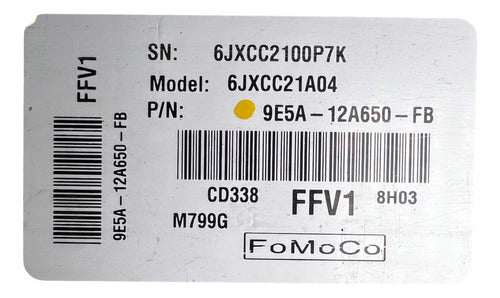 SN: 6JXCC2100P7K
Model: 6JXCC21A04
P/N: 9E5A-12A650-FB
CD338 FFV1 8H03
M799G
FoMoCo
FFV1
9E5A-12A650-FB